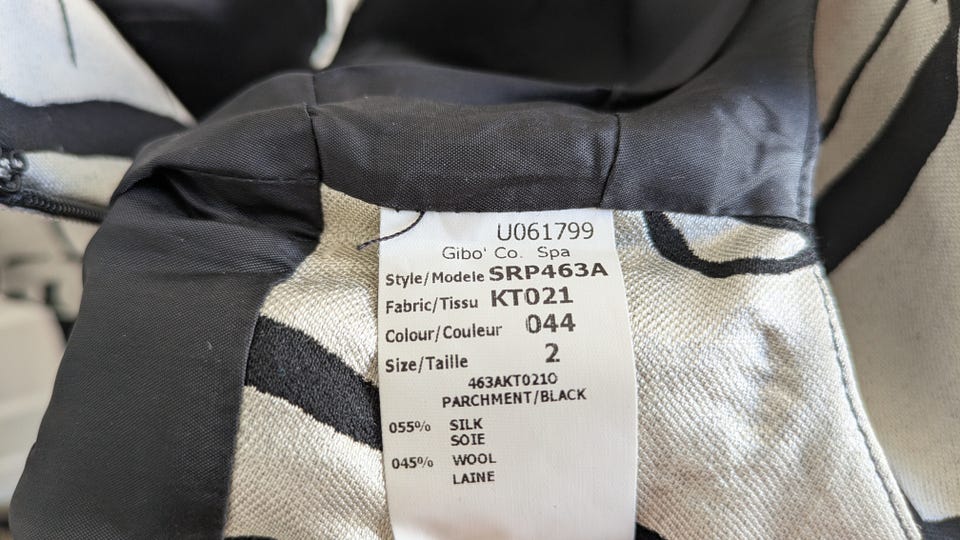 U061799
Gibo' Co. Spa
Style/Modele SRP463A
Fabric/Tissu KT021
Colour/Couleur 044
Size/Taille 2
463AKT021O
PARCHMENT/BLACK
055% SILK
SOIE
045% WOOL
LAINE